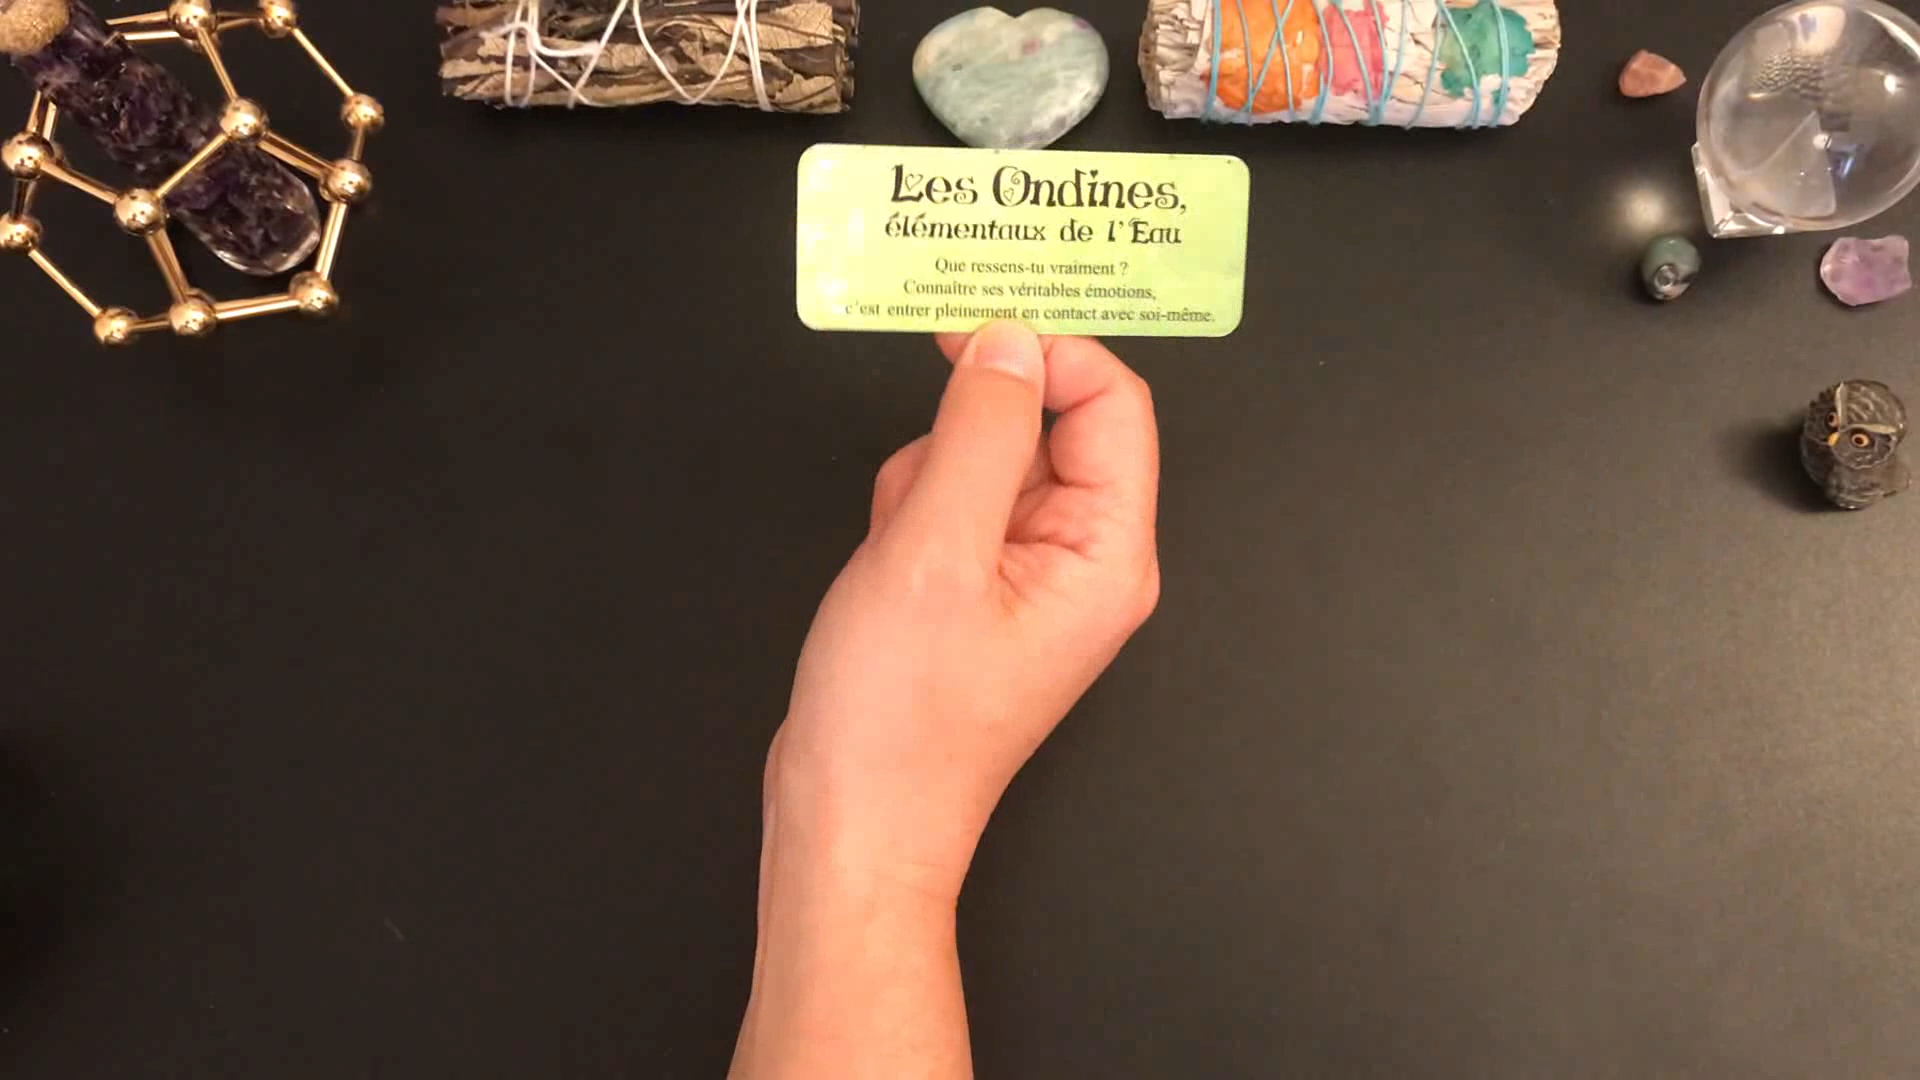 Les Ondines,
élémentaux de l'Eau
Que ressens-tu vraiment ?
Connaître ses véritables émotions,
c'est entrer pleinement en contact avec soi-même.